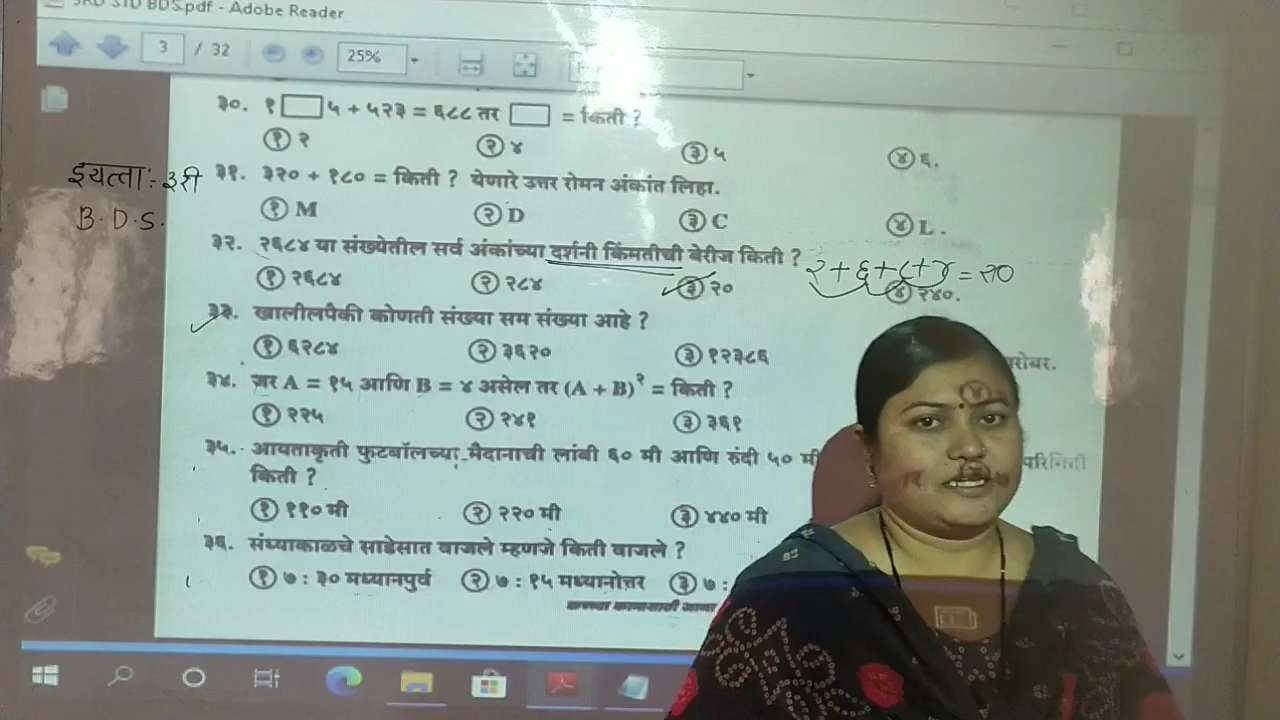 3RD STD BDS.pdf - Adobe Reader
3 / 32 25%
३०. १ ५ + ५२३ = ६८८ तर = किती ?
१ २ २ ४ ३ ५ ४ ६.
इयत्ता:- ३री
B.D.S.
३१. ३२० + १८० = किती ? येणारे उत्तर रोमन अंकांत लिहा.
१ M २ D ३ C ४ L.
३२. २६८४ या संख्येतील सर्व अंकांच्या दर्शनी किंमतीची बेरीज किती ?
२+६+८+४=२०
१ २६८४ २ २८४ ३ २० ४ २४०.
३३. खालीलपैकी कोणती संख्या सम संख्या आहे ?
१ ६२८४ २ ३६२० ३ १२३८६ रोबर.
३४. जर A = १५ आणि B = ४ असेल तर (A + B)² = किती ?
१ २२५ २ २४१ ३ ३६१
३५. आयताकृती फुटबॉलच्या मैदानाची लांबी ६० मी आणि रुंदी ५० मी परिमिती
किती ?
१ ११० मी २ २२० मी ३ ४४० मी
३६. संध्याकाळचे साडेसात वाजले म्हणजे किती वाजले ?
१ ७ : ३० मध्यानपुर्व २ ७ : १५ मध्यानोत्तर ३ ७ :
कच्च्या कामासाठी जागा